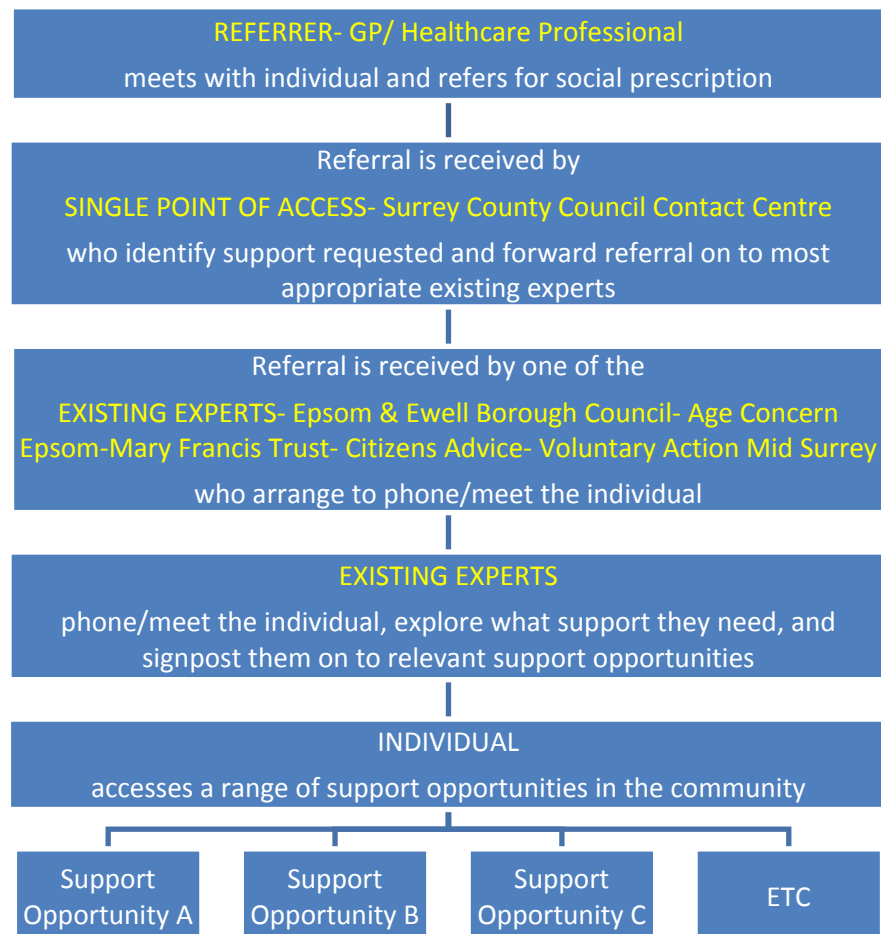 REFERRER- GP/ Healthcare Professional
meets with individual and refers for social prescription
Referral is received by
SINGLE POINT OF ACCESS- Surrey County Council Contact Centre
who identify support requested and forward referral on to most
appropriate existing experts
Referral is received by one of the
EXISTING EXPERTS- Epsom & Ewell Borough Council- Age Concern
Epsom-Mary Francis Trust- Citizens Advice- Voluntary Action Mid Surrey
who arrange to phone/meet the individual
EXISTING EXPERTS
phone/meet the individual, explore what support they need, and
signpost them on to relevant support opportunities
INDIVIDUAL
accesses a range of support opportunities in the community
Support
Opportunity A
Support
Opportunity B
Support
Opportunity C
ETC